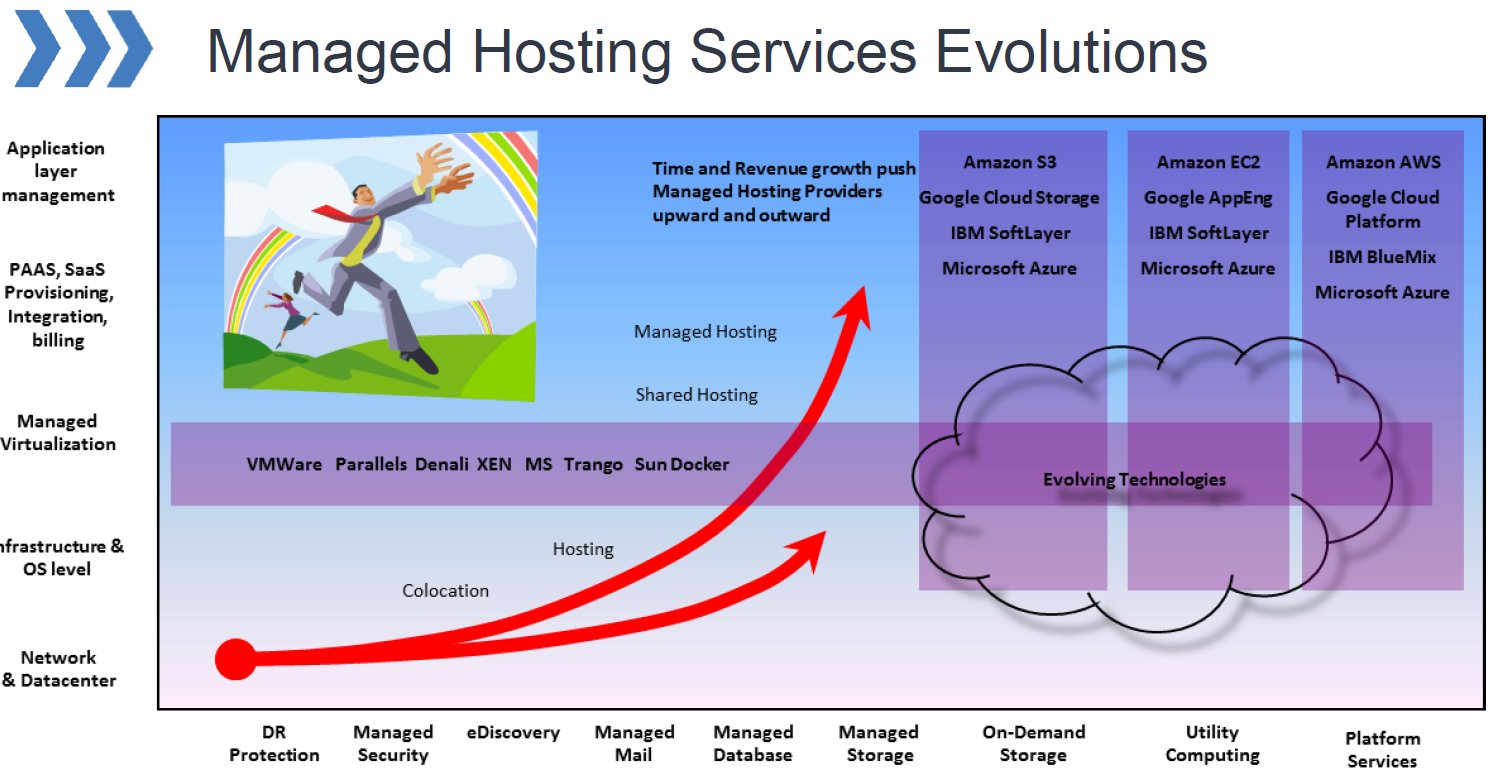 Managed Hosting Services Evolutions
Application
layer
management
PAAS, SaaS
Provisioning,
Integration,
billing
Managed
Virtualization
nfrastructure &
OS level
Network
& Datacenter
Time and Revenue growth push
Managed Hosting Providers
upward and outward
Amazon S3
Google Cloud Storage
IBM SoftLayer
Microsoft Azure
Amazon EC2
Google AppEng
IBM SoftLayer
Microsoft Azure
Amazon AWS
Google Cloud
Platform
IBM BlueMix
Microsoft Azure
Managed Hosting
Shared Hosting
VMWare Parallels Denali XEN MS Trango Sun Docker
Evolving Technologies
Hosting
Colocation
DR
Protection
Managed
Security
eDiscovery
Managed
Mail
Managed
Database
Managed
Storage
On-Demand
Storage
Utility
Computing
Platform
Services